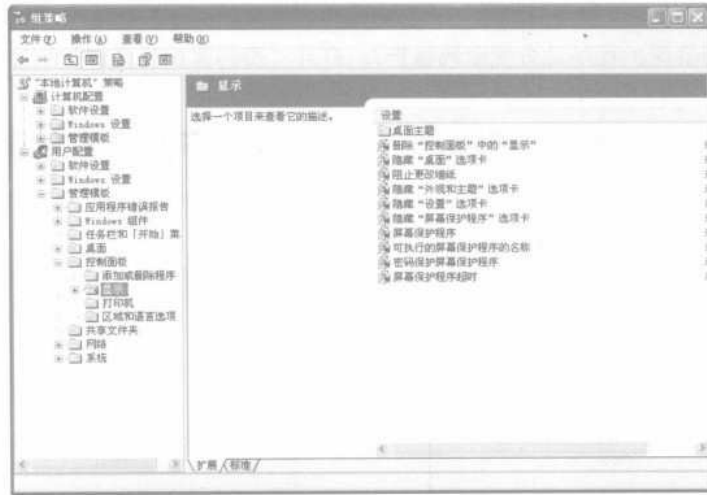 组策略
文件(F) 操作(A) 查看(V) 帮助(H)
“本地计算机”策略
计算机配置
软件设置
Windows 设置
管理模板
用户配置
软件设置
Windows 设置
管理模板
应用程序错误报告
Windows 组件
任务栏和「开始」菜
桌面
控制面板
添加或删除程序
显示
打印机
区域和语言选项
共享文件夹
网络
系统
显示
选择一个项目来查看它的描述。
设置
桌面主题
删除“控制面板”中的“显示”
隐藏“桌面”选项卡
阻止更改墙纸
隐藏“外观和主题”选项卡
隐藏“设置”选项卡
隐藏“屏幕保护程序”选项卡
屏幕保护程序
可执行的屏幕保护程序的名称
密码保护屏幕保护程序
屏幕保护程序超时
扩展 标准